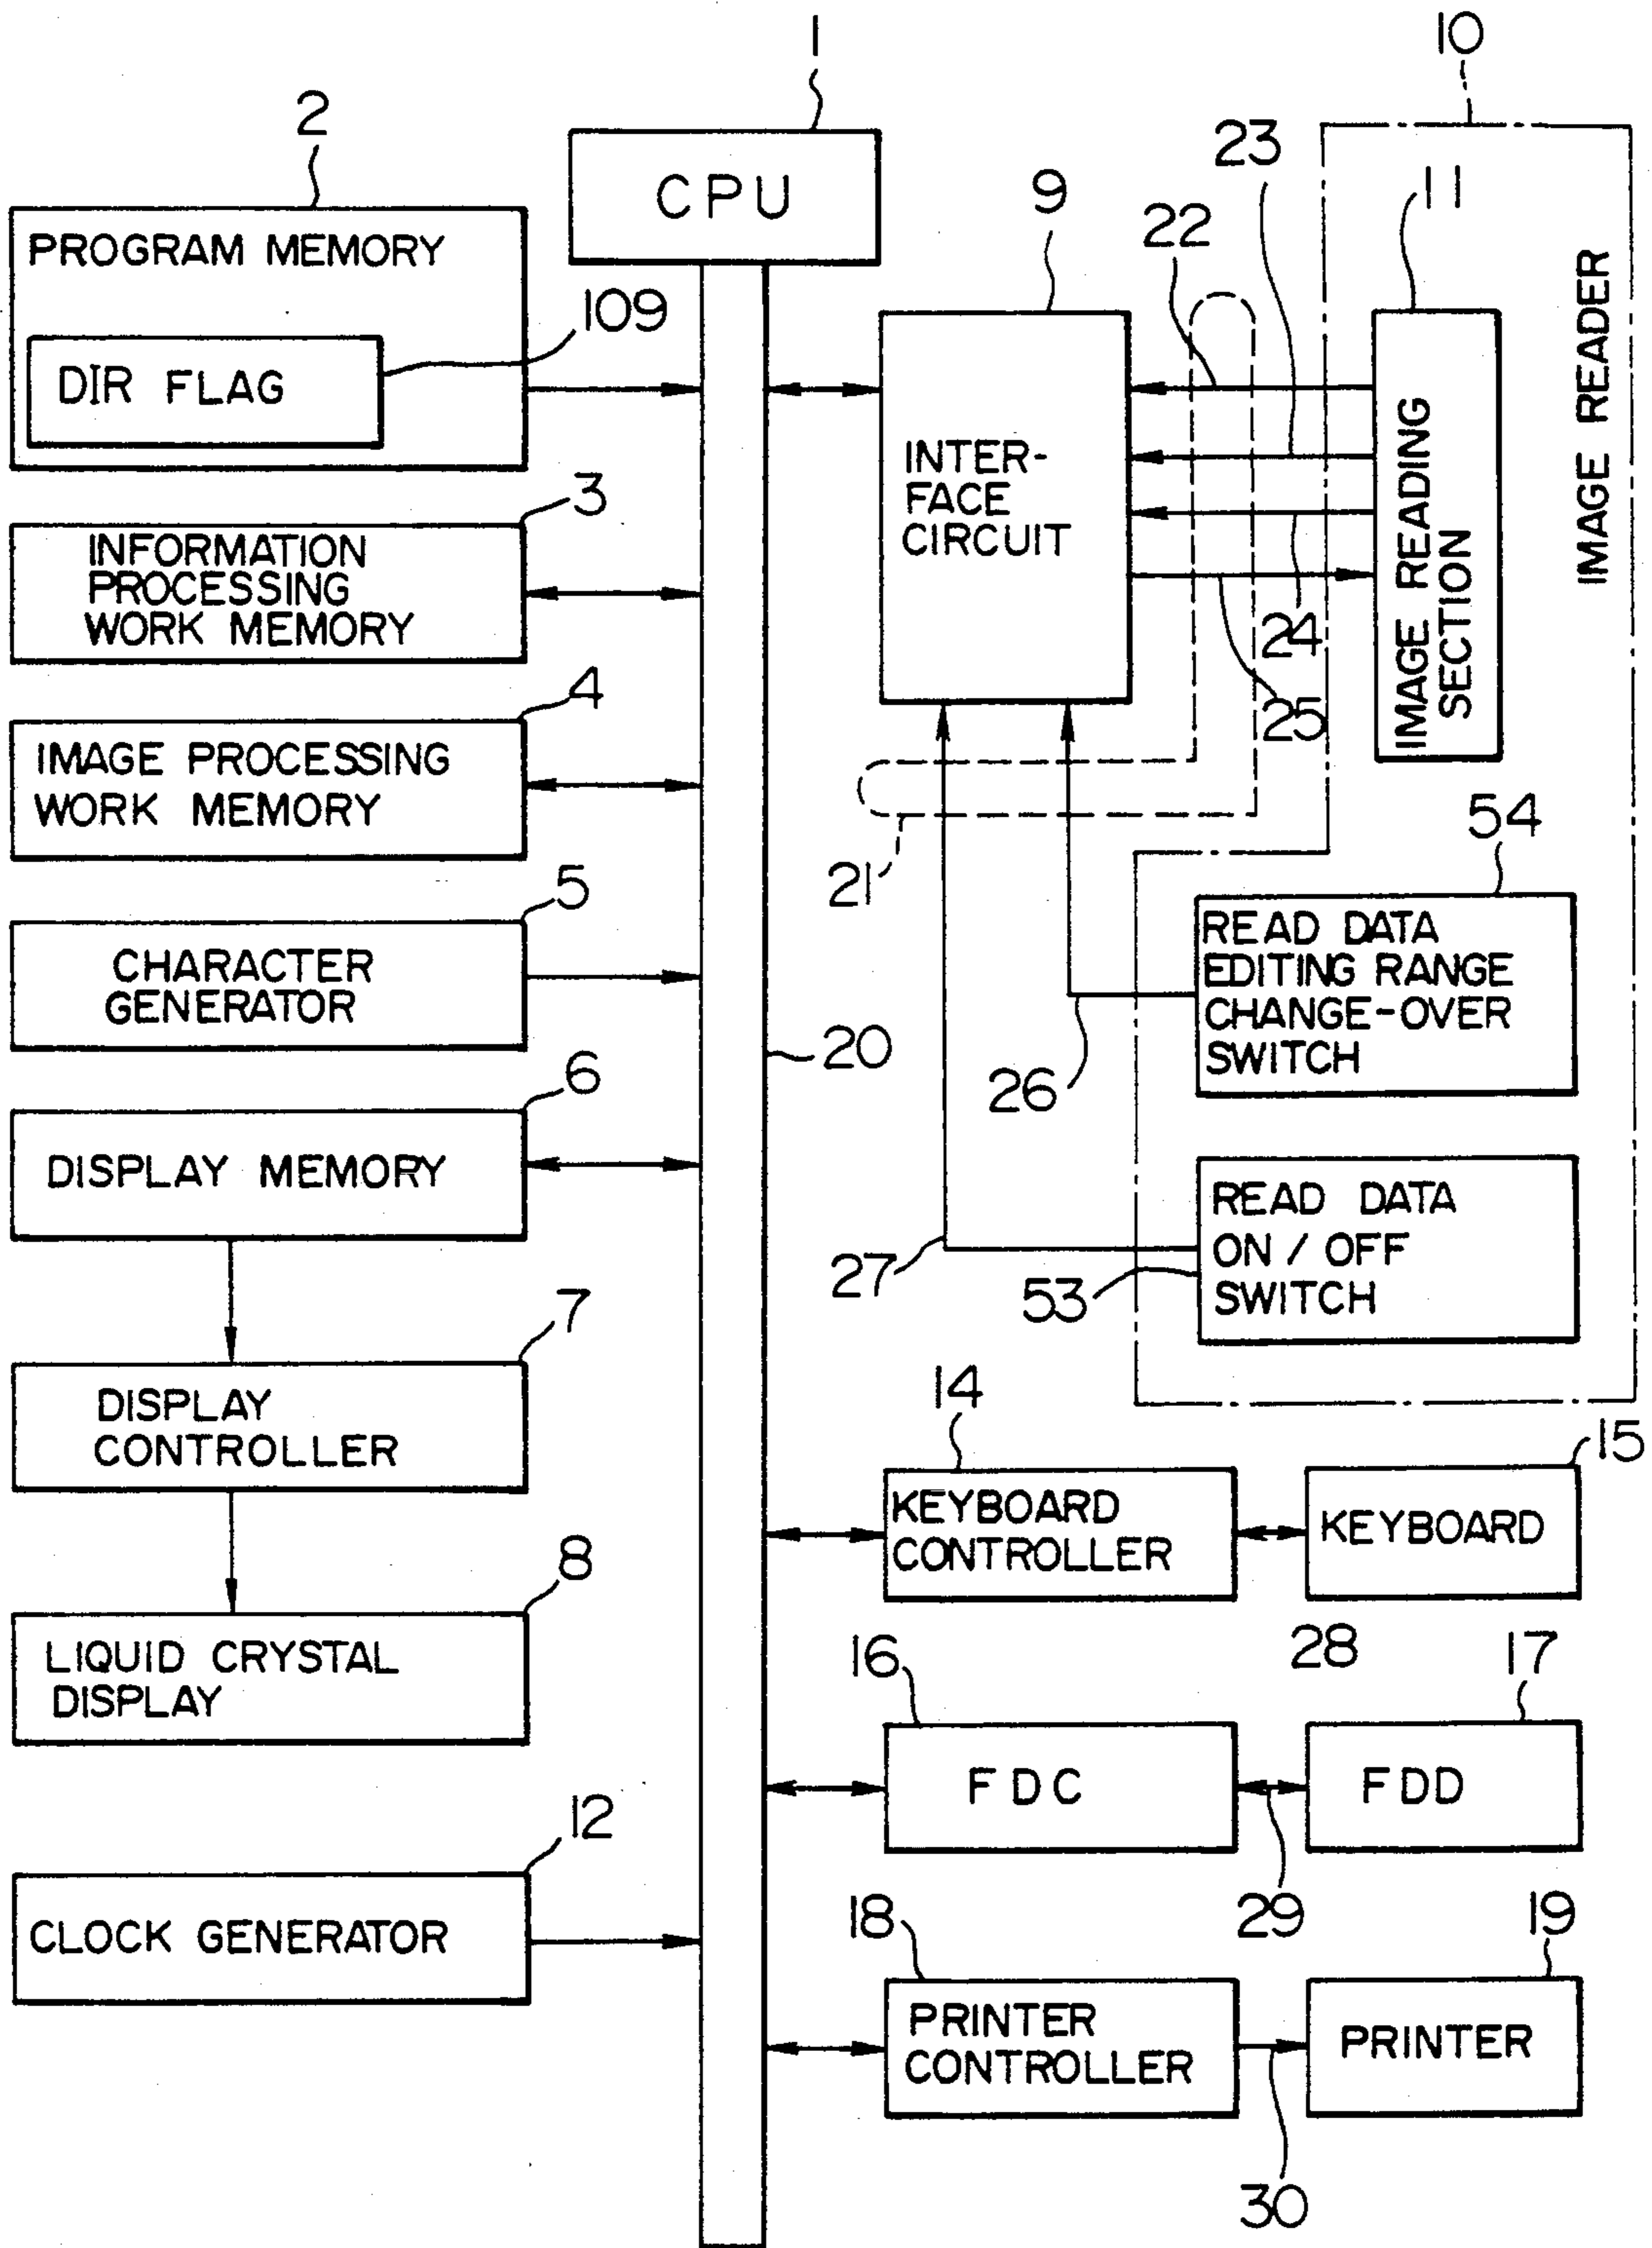 1
CPU
2
PROGRAM MEMORY
109
DIR FLAG
3
INFORMATION
PROCESSING
WORK MEMORY
4
IMAGE PROCESSING
WORK MEMORY
5
CHARACTER
GENERATOR
6
DISPLAY MEMORY
7
DISPLAY
CONTROLLER
8
LIQUID CRYSTAL
DISPLAY
12
CLOCK GENERATOR
20
9
INTER-
FACE
CIRCUIT
21
22
23
24
25
10
IMAGE READER
11
IMAGE READING
SECTION
54
READ DATA
EDITING RANGE
CHANGE-OVER
SWITCH
26
READ DATA
ON / OFF
SWITCH
27
53
14
KEYBOARD
CONTROLLER
15
KEYBOARD
28
16
FDC
17
FDD
29
18
PRINTER
CONTROLLER
19
PRINTER
30